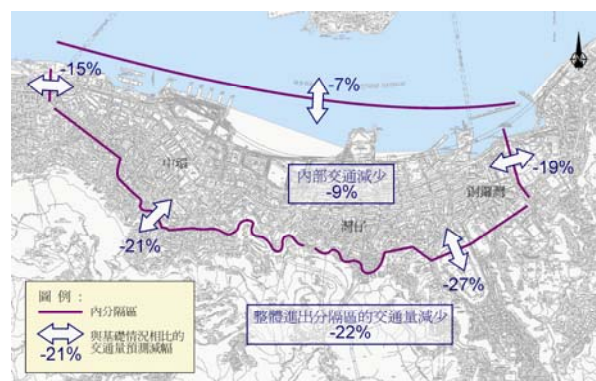 -15%
-7%
中環
內部交通減少
-9%
-19%
銅鑼灣
灣仔
-21%
-27%
整體進出分隔區的交通量減少
-22%
圖例：
內分隔區
與基礎情況相比的
交通量預測減幅
-21%